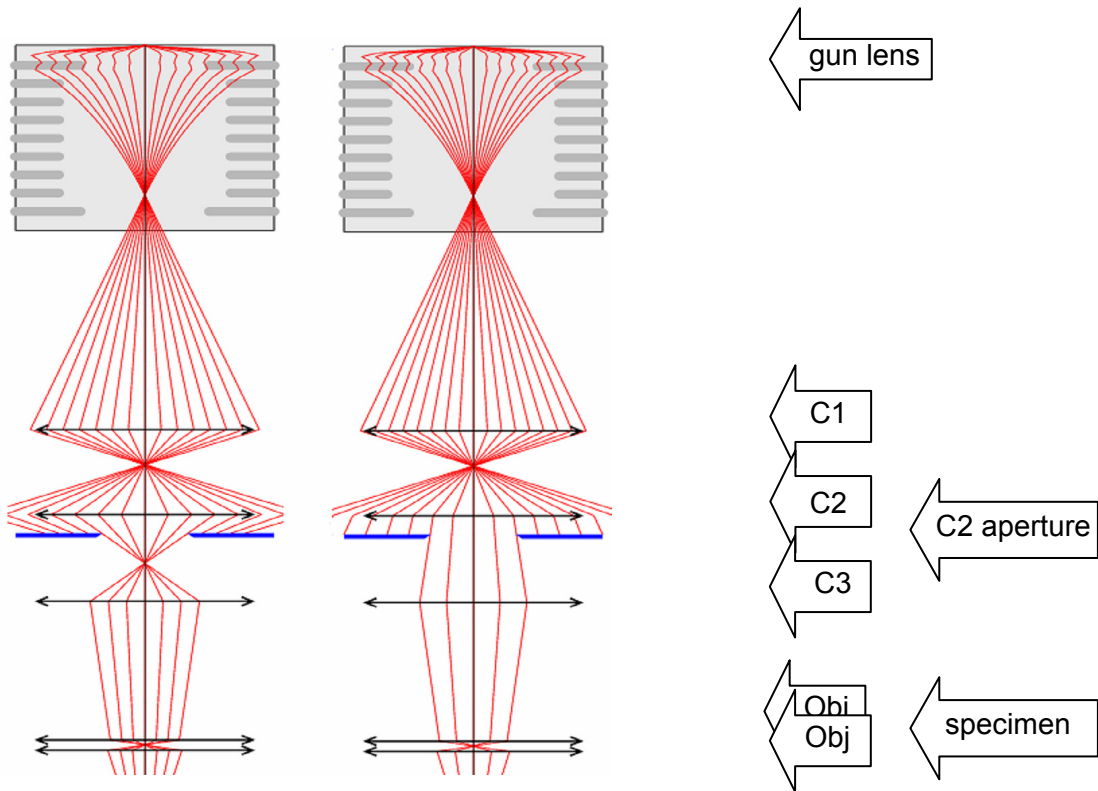 gun lens
C1
C2
C2 aperture
C3
Obj
Obj
specimen